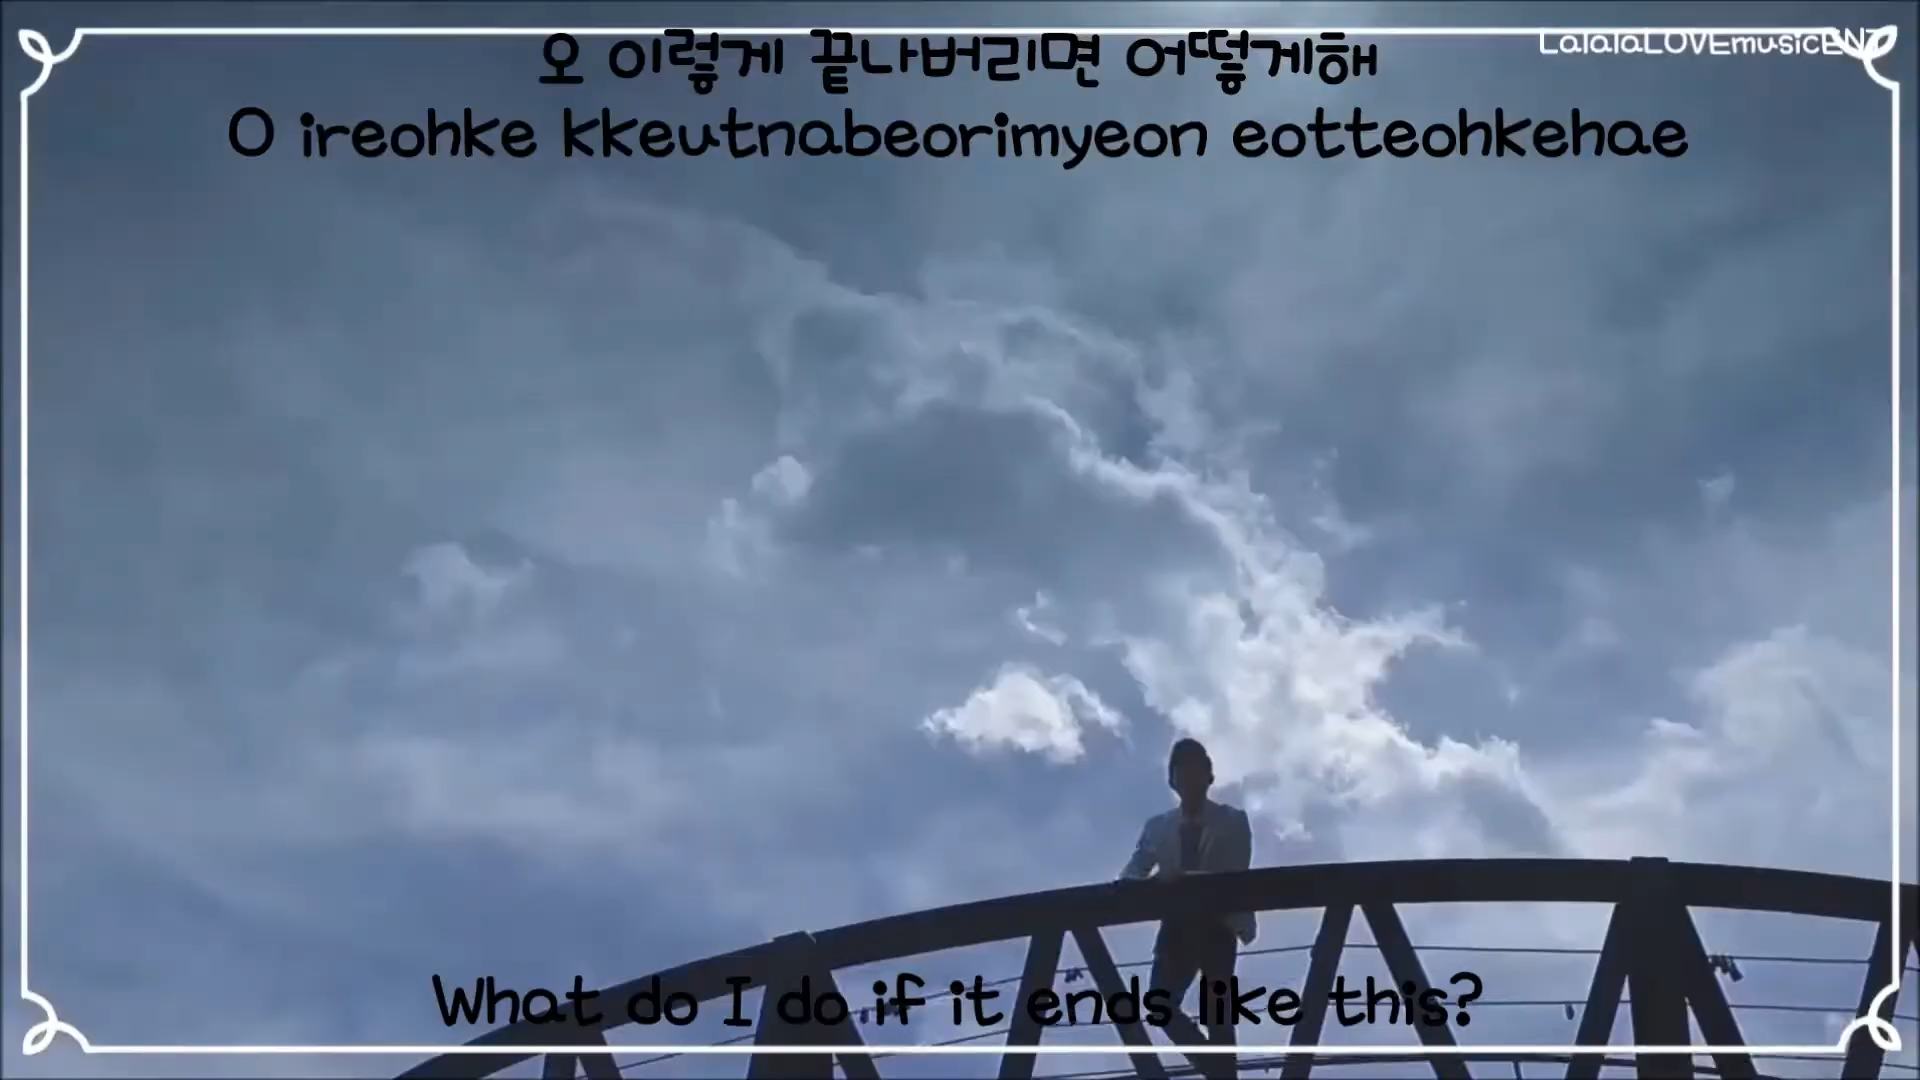 오 이렇게 끝나버리면 어떻게해
LalalaLOVEmusicENT
O ireohke kkeutnabeorimyeon eotteohkehae
What do I do if it ends like this?